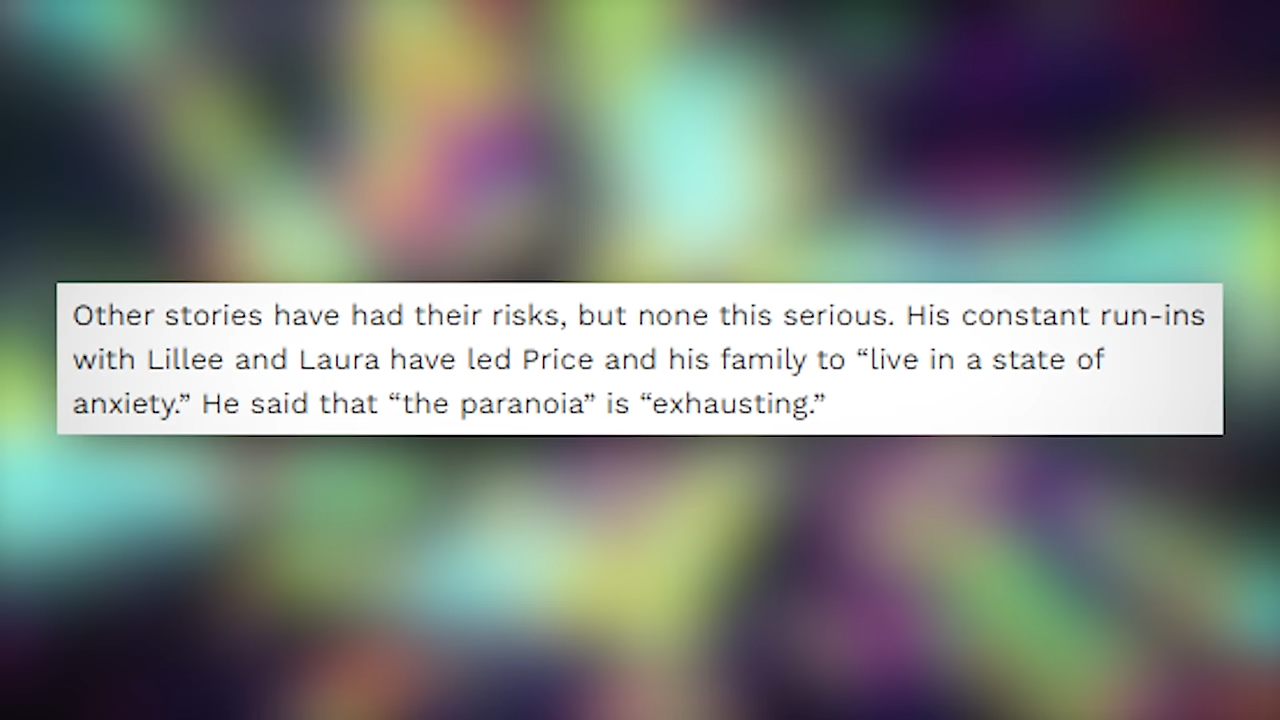 Other stories have had their risks, but none this serious. His constant run-ins
with Lillee and Laura have led Price and his family to “live in a state of
anxiety.” He said that “the paranoia” is “exhausting.”